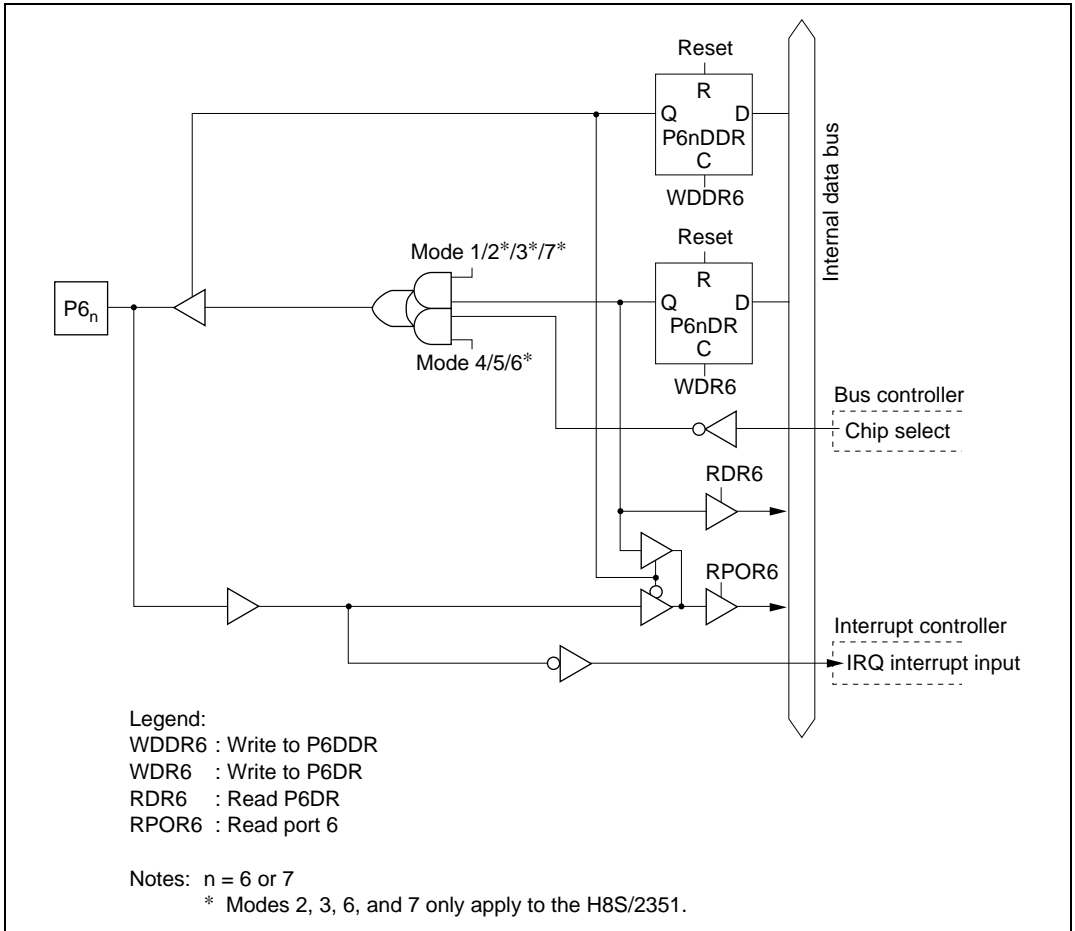 Reset
R
Q D
P6nDDR
C
WDDR6
Internal data bus
Reset
Mode 1/2*/3*/7*
R
Q D
P6nDR
C
WDR6
P6n
Mode 4/5/6*
Bus controller
Chip select
RDR6
RPOR6
Interrupt controller
IRQ interrupt input
Legend:
WDDR6 : Write to P6DDR
WDR6 : Write to P6DR
RDR6 : Read P6DR
RPOR6 : Read port 6
Notes: n = 6 or 7
* Modes 2, 3, 6, and 7 only apply to the H8S/2351.